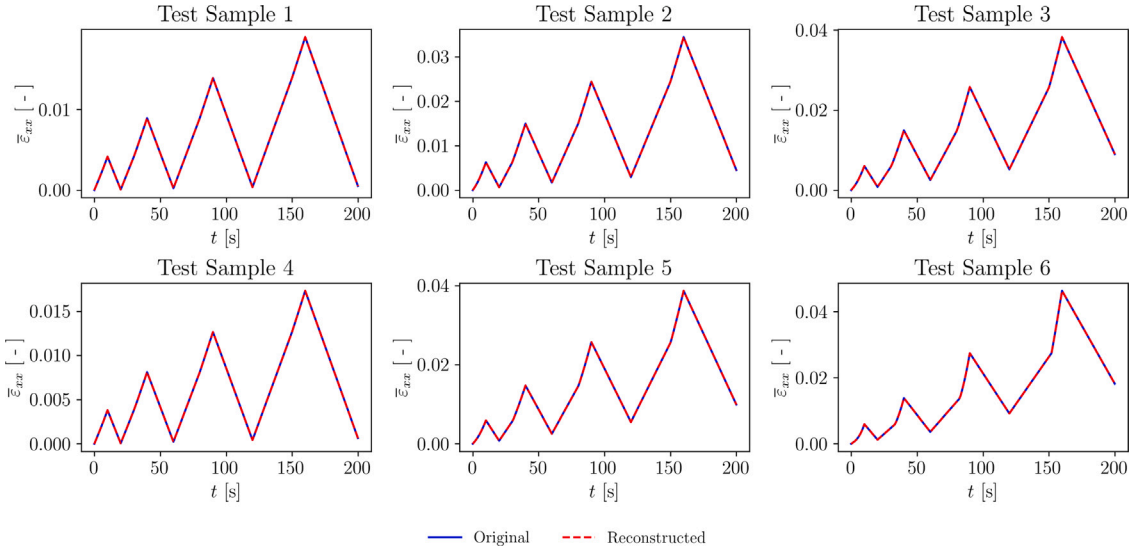 Test Sample 1
Test Sample 2
Test Sample 3
0.01
0.00
0.03
0.02
0.01
0.00
0.04
0.02
0.00
ε̅xx [ - ]
ε̅xx [ - ]
ε̅xx [ - ]
0 50 100 150 200
0 50 100 150 200
0 50 100 150 200
t [s]
t [s]
t [s]
Test Sample 4
Test Sample 5
Test Sample 6
0.015
0.010
0.005
0.000
0.04
0.02
0.00
0.04
0.02
0.00
ε̅xx [ - ]
ε̅xx [ - ]
ε̅xx [ - ]
0 50 100 150 200
0 50 100 150 200
0 50 100 150 200
t [s]
t [s]
t [s]
Original Reconstructed